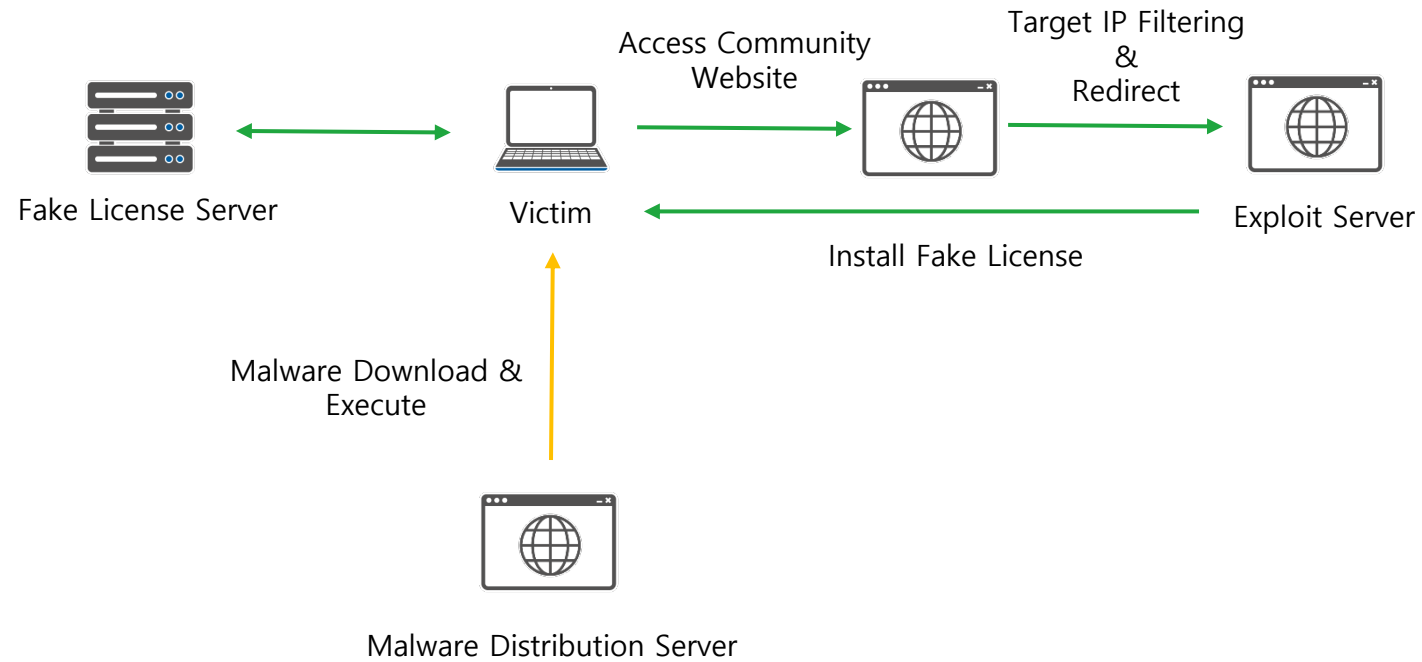 Access Community
Website
Target IP Filtering
&
Redirect
Fake License Server
Victim
Exploit Server
Install Fake License
Malware Download &
Execute
Malware Distribution Server